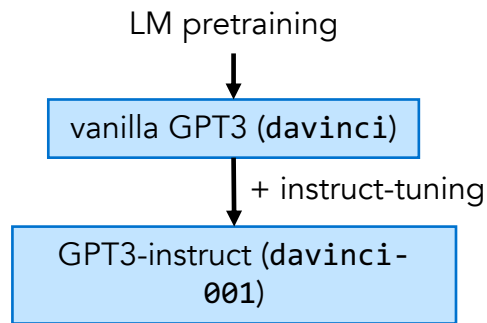 LM pretraining
vanilla GPT3 (davinci)
+ instruct-tuning
GPT3-instruct (davinci-
001)